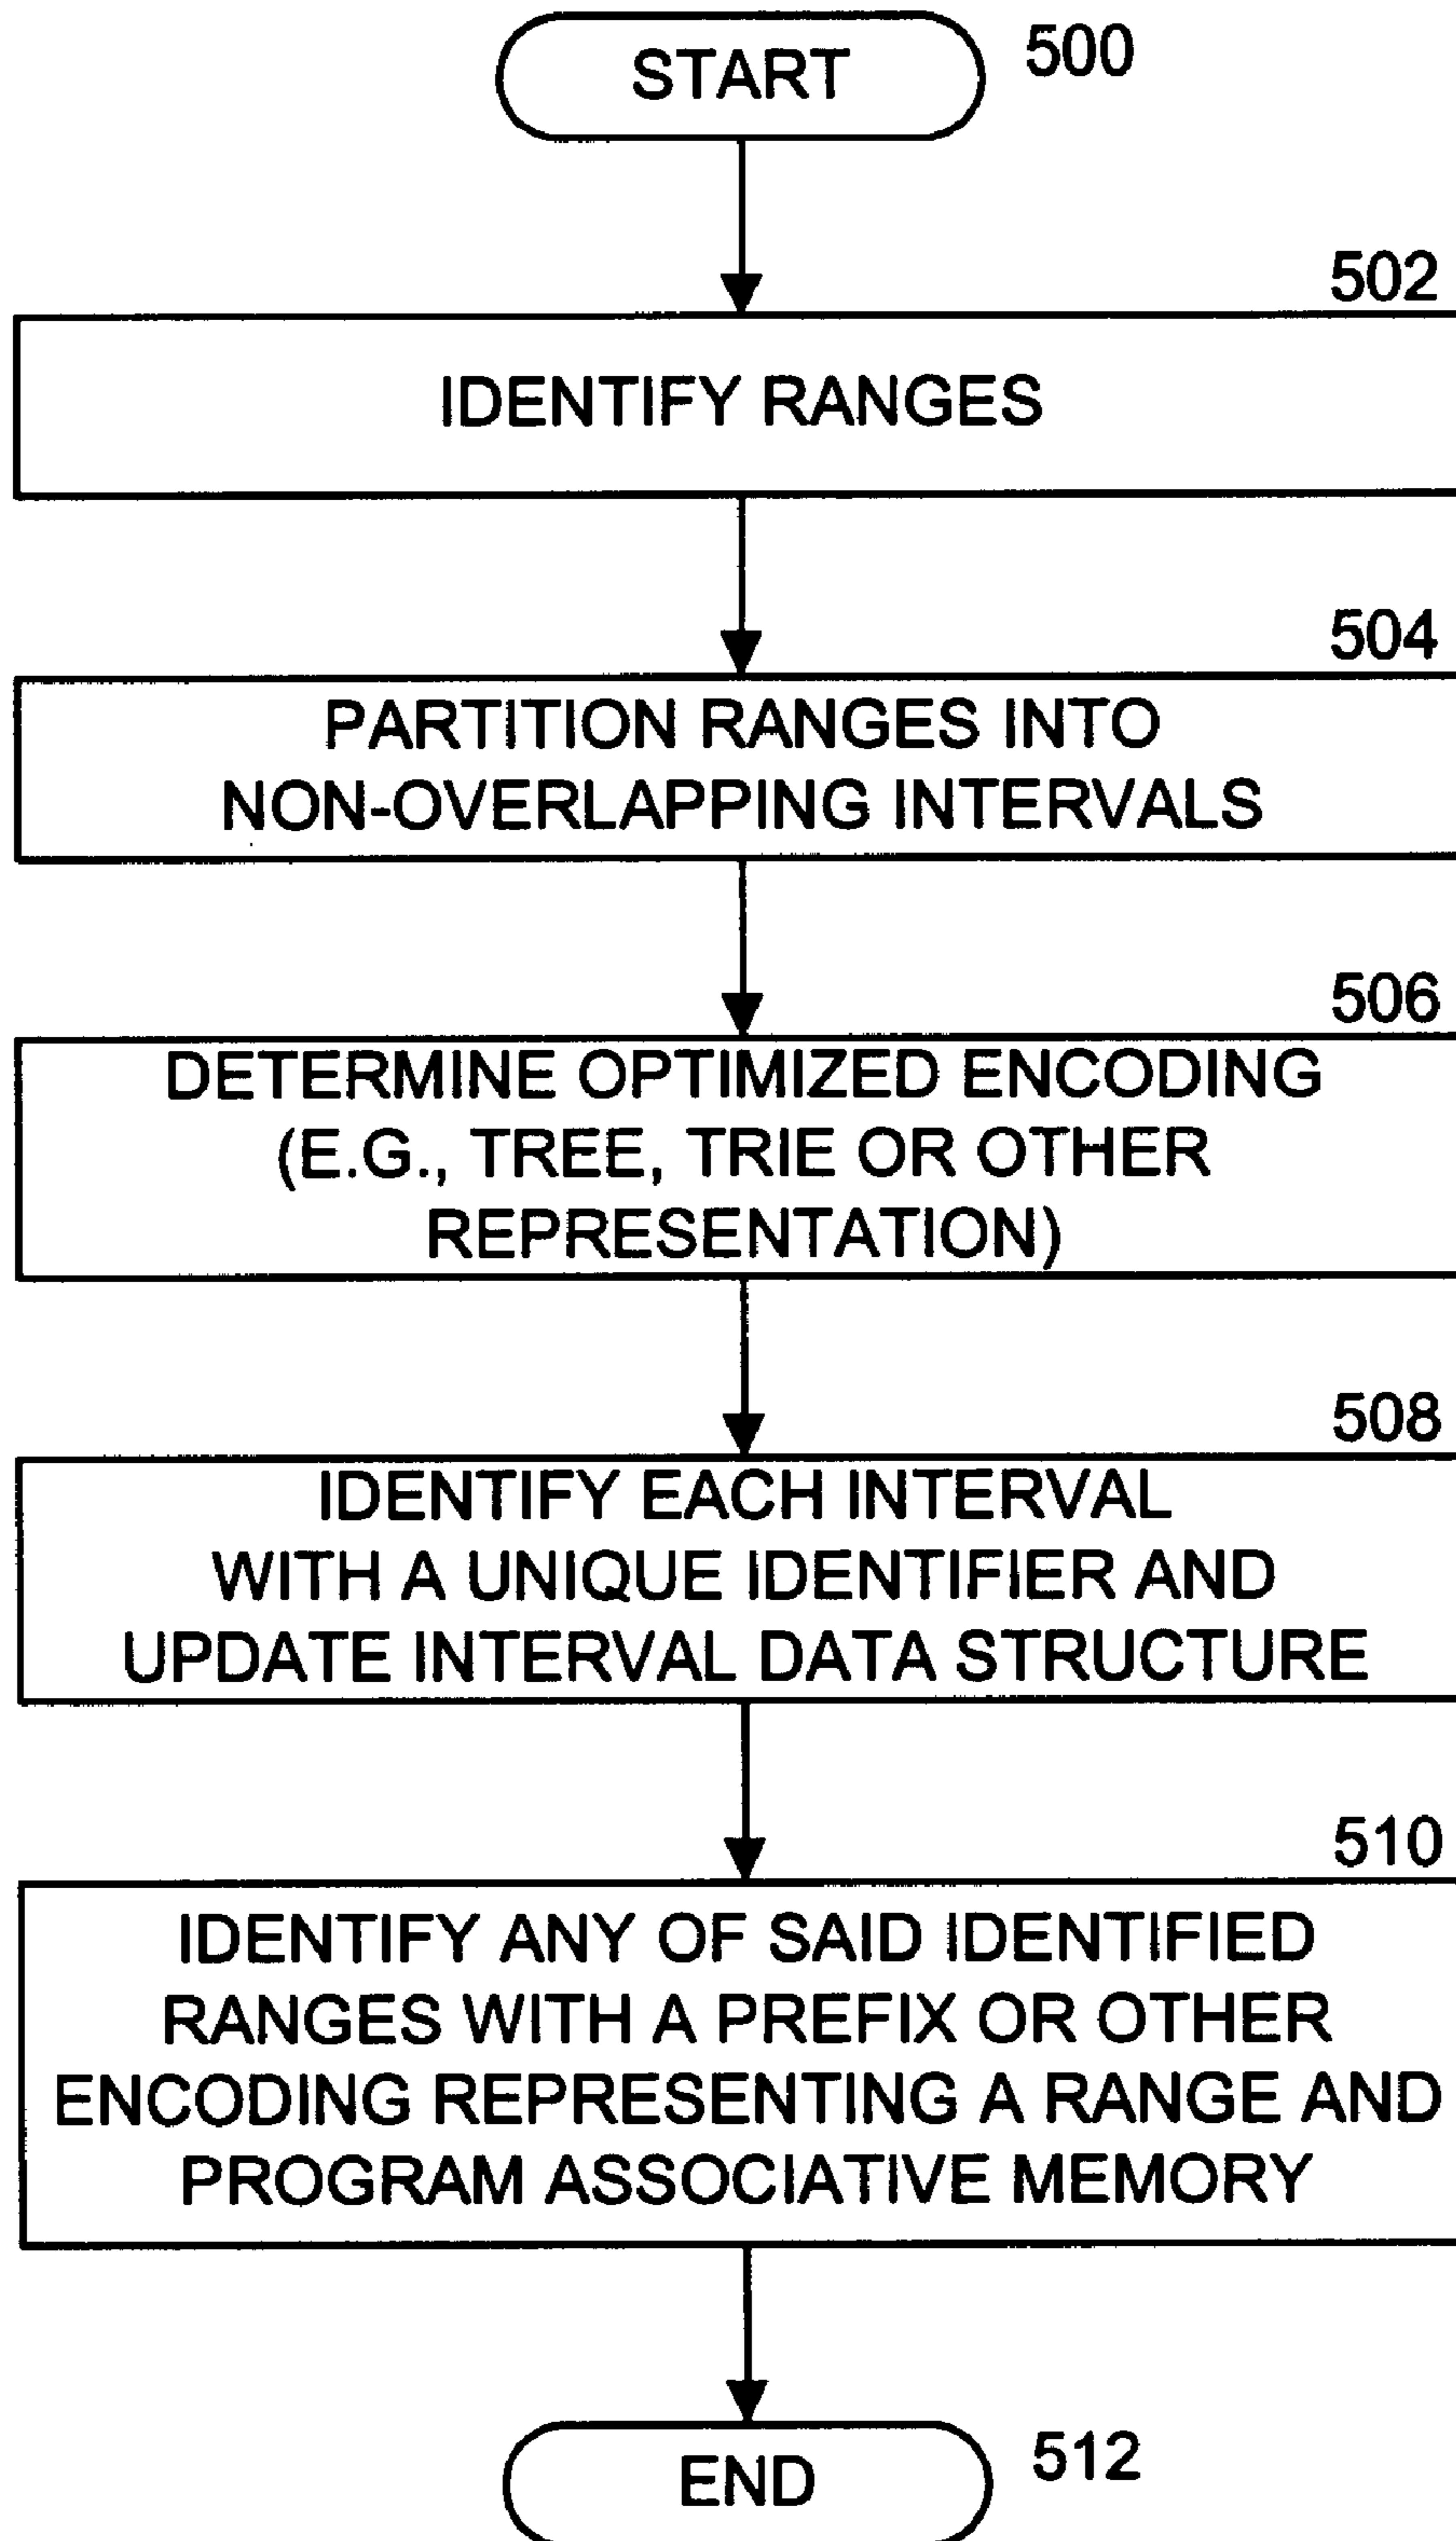 START 500
502
IDENTIFY RANGES
504
PARTITION RANGES INTO
NON-OVERLAPPING INTERVALS
506
DETERMINE OPTIMIZED ENCODING
(E.G., TREE, TRIE OR OTHER
REPRESENTATION)
508
IDENTIFY EACH INTERVAL
WITH A UNIQUE IDENTIFIER AND
UPDATE INTERVAL DATA STRUCTURE
510
IDENTIFY ANY OF SAID IDENTIFIED
RANGES WITH A PREFIX OR OTHER
ENCODING REPRESENTING A RANGE AND
PROGRAM ASSOCIATIVE MEMORY
END 512